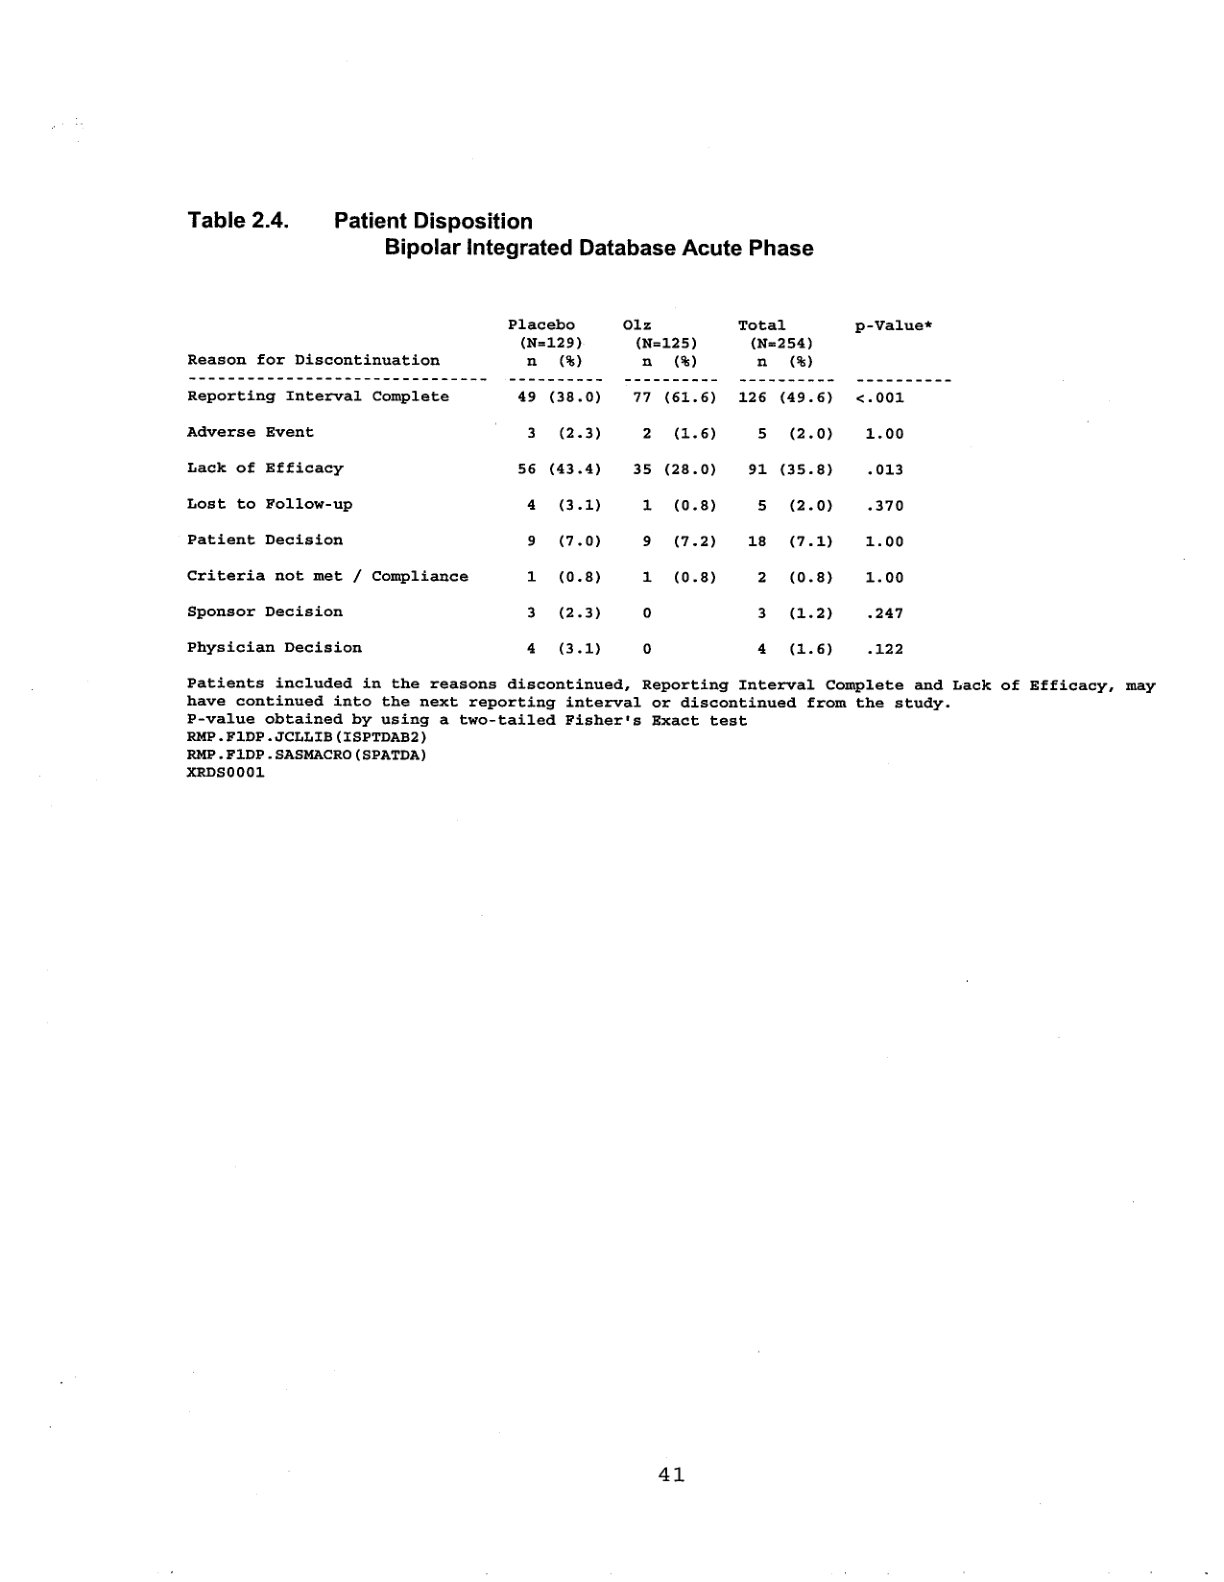 Table 2.4. Patient Disposition
Bipolar Integrated Database Acute Phase
Placebo Olz Total p-Value*
(N=129) (N=125) (N=254)
Reason for Discontinuation n (%) n (%) n (%)
------------------------------- ---------- ---------- ---------- ----------
Reporting Interval Complete 49 (38.0) 77 (61.6) 126 (49.6) <.001
Adverse Event 3 (2.3) 2 (1.6) 5 (2.0) 1.00
Lack of Efficacy 56 (43.4) 35 (28.0) 91 (35.8) .013
Lost to Follow-up 4 (3.1) 1 (0.8) 5 (2.0) .370
Patient Decision 9 (7.0) 9 (7.2) 18 (7.1) 1.00
Criteria not met / Compliance 1 (0.8) 1 (0.8) 2 (0.8) 1.00
Sponsor Decision 3 (2.3) 0 3 (1.2) .247
Physician Decision 4 (3.1) 0 4 (1.6) .122
Patients included in the reasons discontinued, Reporting Interval Complete and Lack of Efficacy, may
have continued into the next reporting interval or discontinued from the study.
P-value obtained by using a two-tailed Fisher's Exact test
RMP.F1DP.JCLLIB(ISPTDAB2)
RMP.F1DP.SASMACRO(SPATDA)
XRDS0001
41